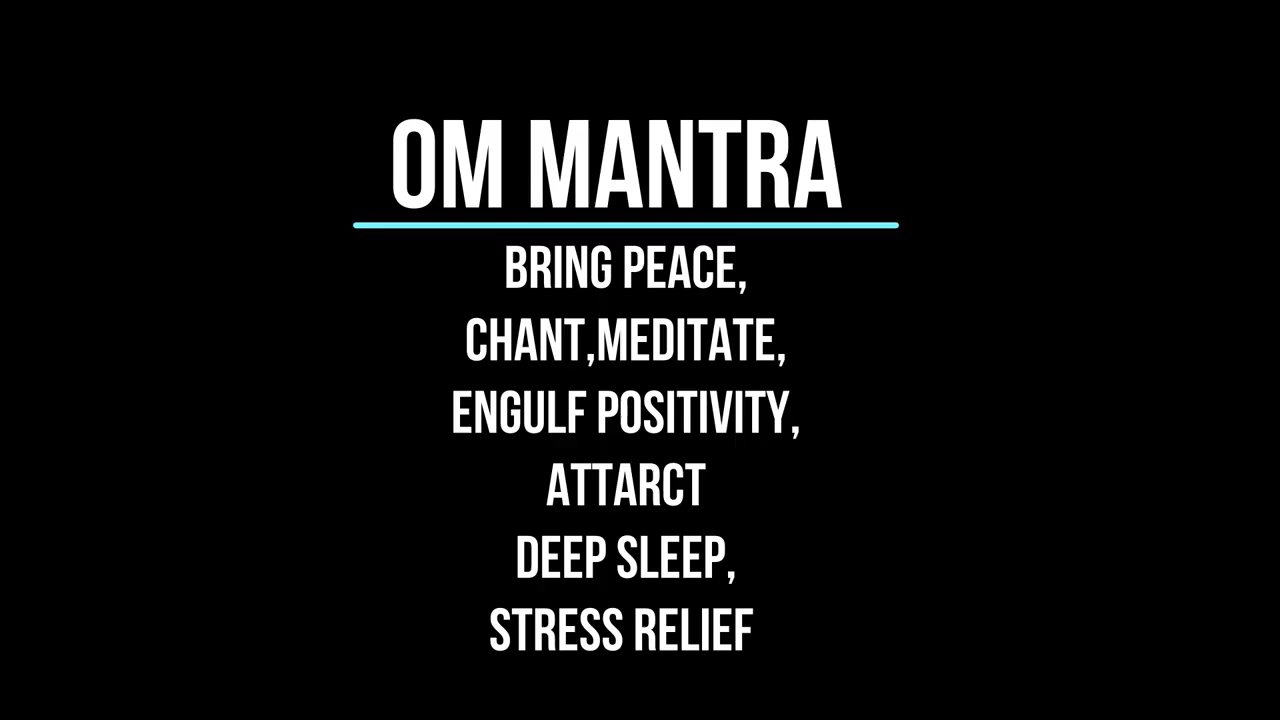 OM MANTRA
BRING PEACE,
CHANT,MEDITATE,
ENGULF POSITIVITY,
ATTARCT
DEEP SLEEP,
STRESS RELIEF